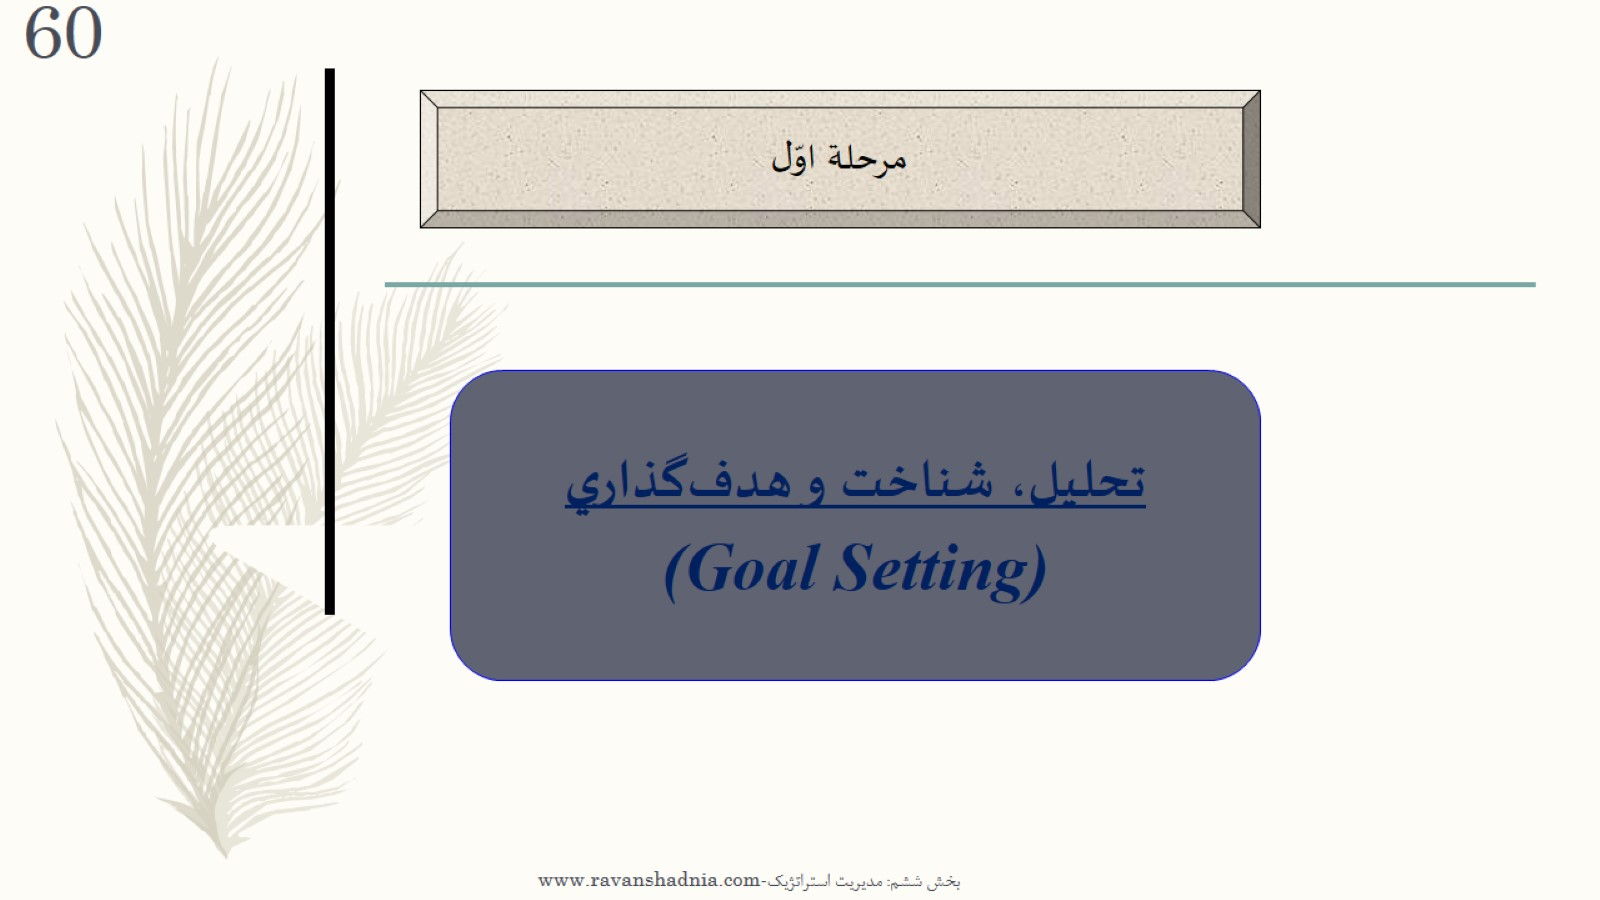 60
مرحلة اوّل
تحليل، شناخت و هدف‌گذاري
(Goal Setting)
بخش ششم: مدیریت استراتژیک-www.ravanshadnia.com